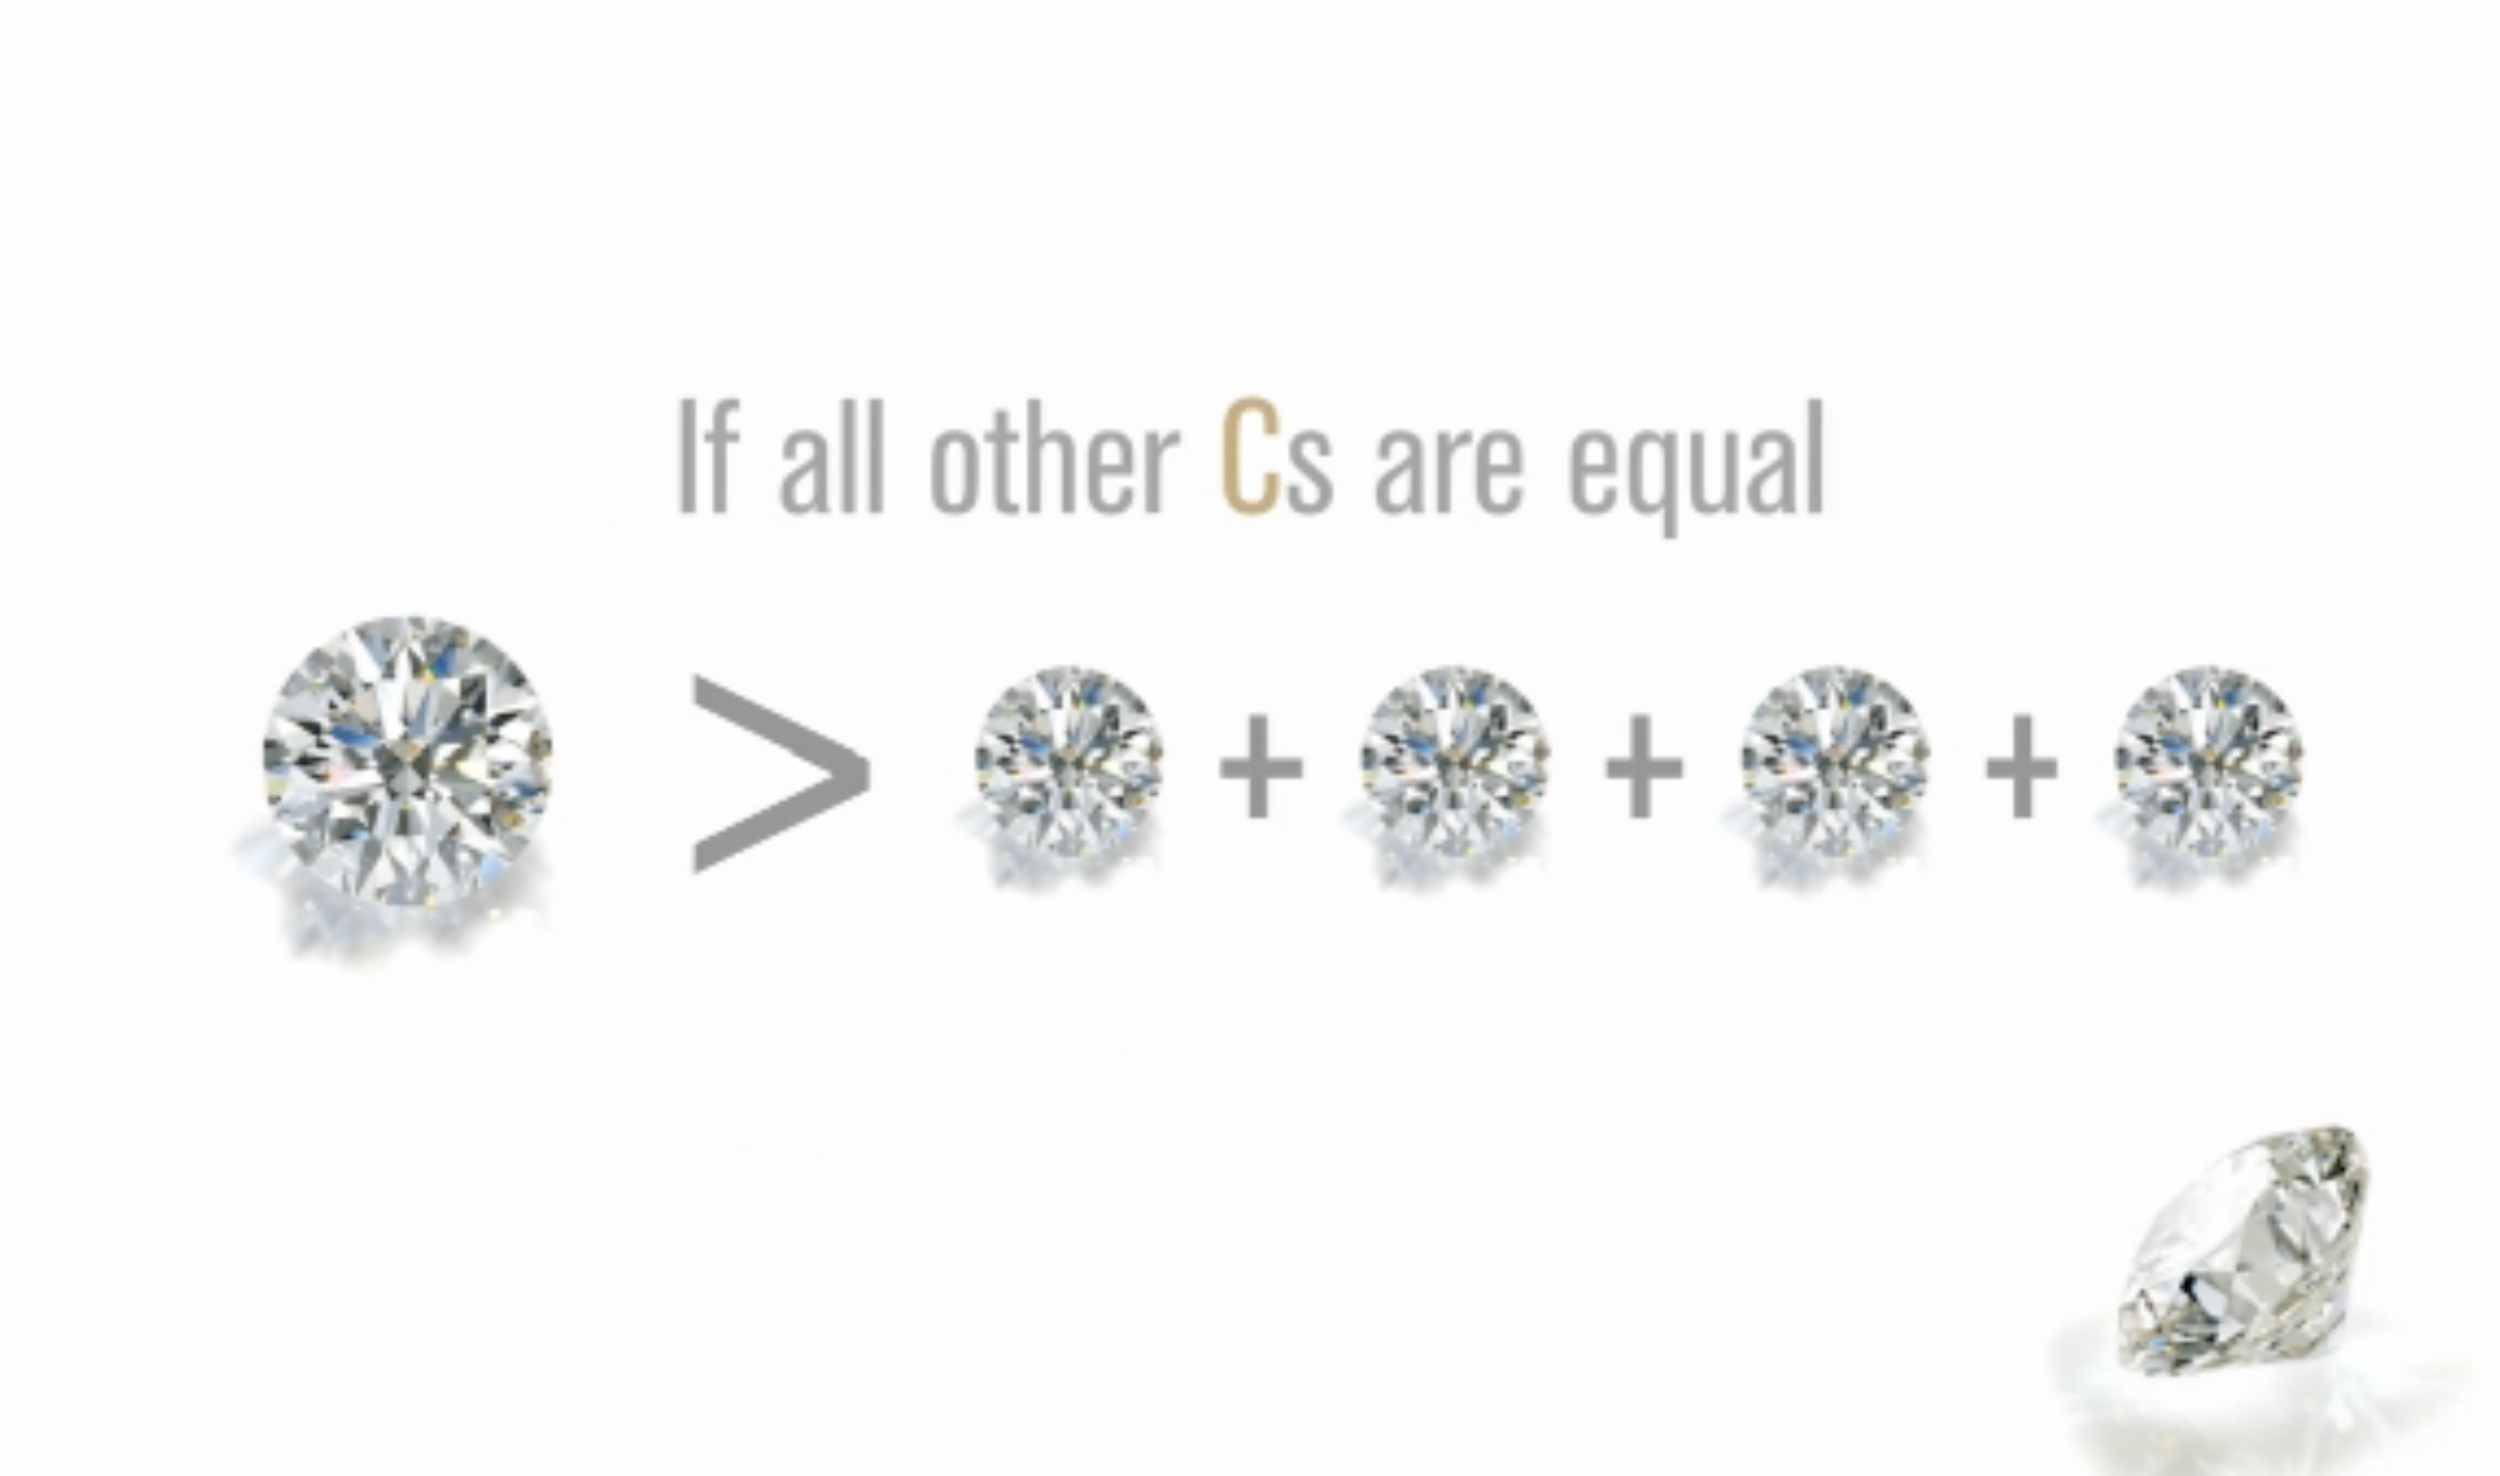 If all other Cs are equal
> + + +